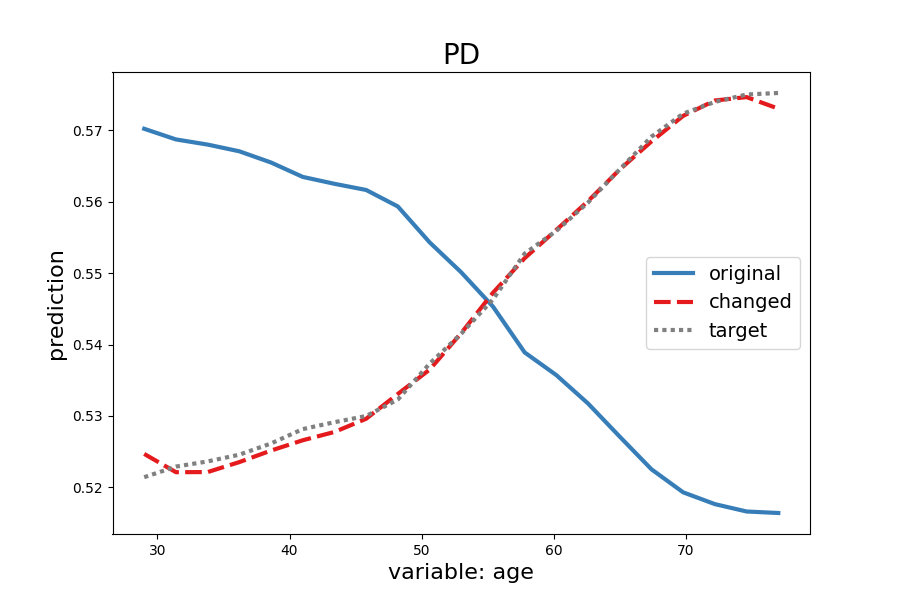 PD
prediction
0.57
0.56
0.55
0.54
0.53
0.52
original
changed
target
30 40 50 60 70
variable: age